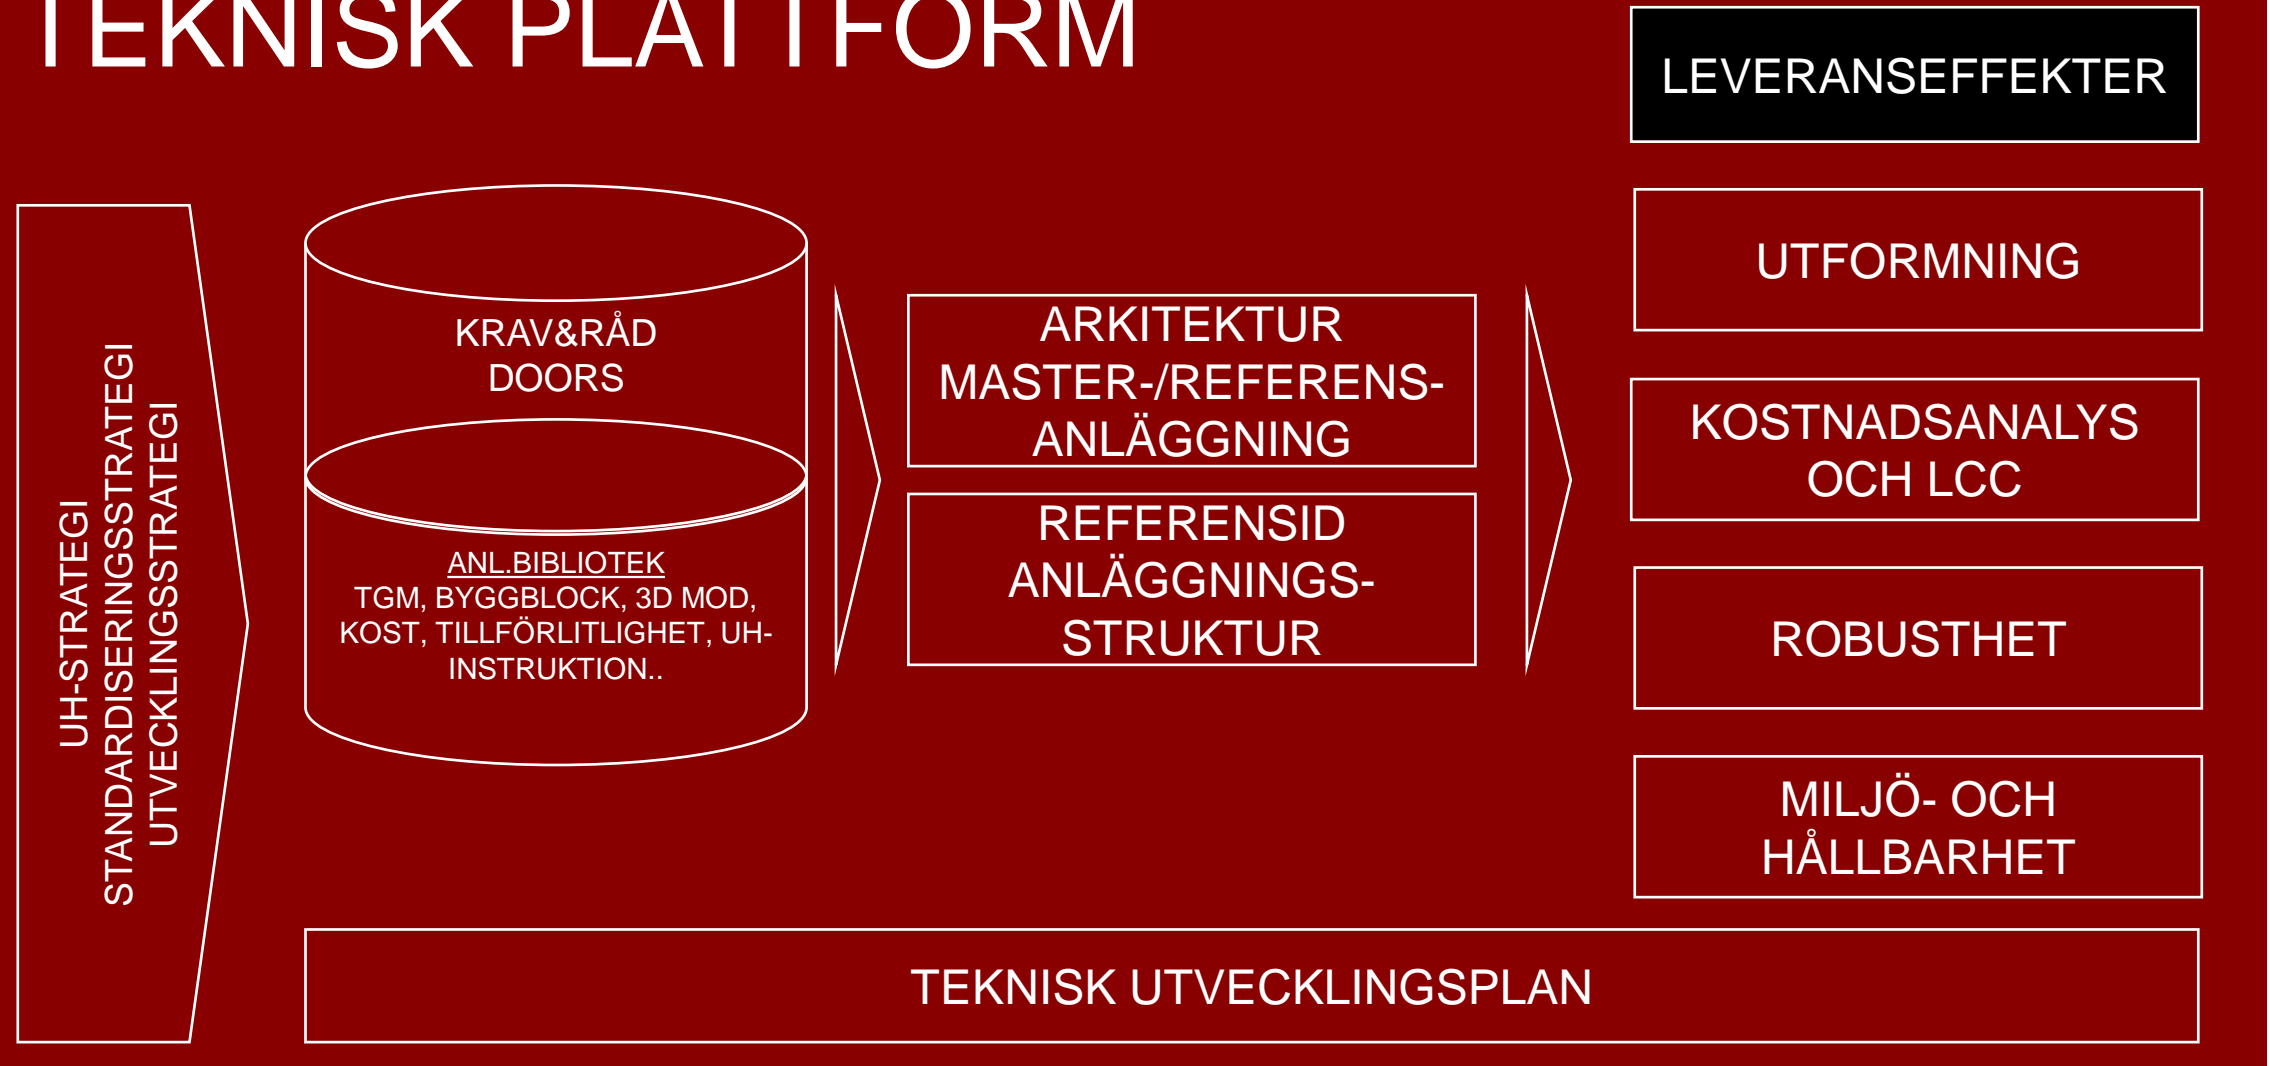 TEKNISK PLATTFORM
UH-STRATEGI
STANDARDISERINGSSTRATEGI
UTVECKLINGSSTRATEGI
KRAV&RÅD
DOORS
ANL.BIBLIOTEK
TGM, BYGGBLOCK, 3D MOD,
KOST, TILLFÖRLITLIGHET, UH-
INSTRUKTION..
ARKITEKTUR
MASTER-/REFERENS-
ANLÄGGNING
REFERENSID
ANLÄGGNINGS-
STRUKTUR
LEVERANSEFFEKTER
UTFORMNING
KOSTNADSANALYS
OCH LCC
ROBUSTHET
MILJÖ- OCH
HÅLLBARHET
TEKNISK UTVECKLINGSPLAN